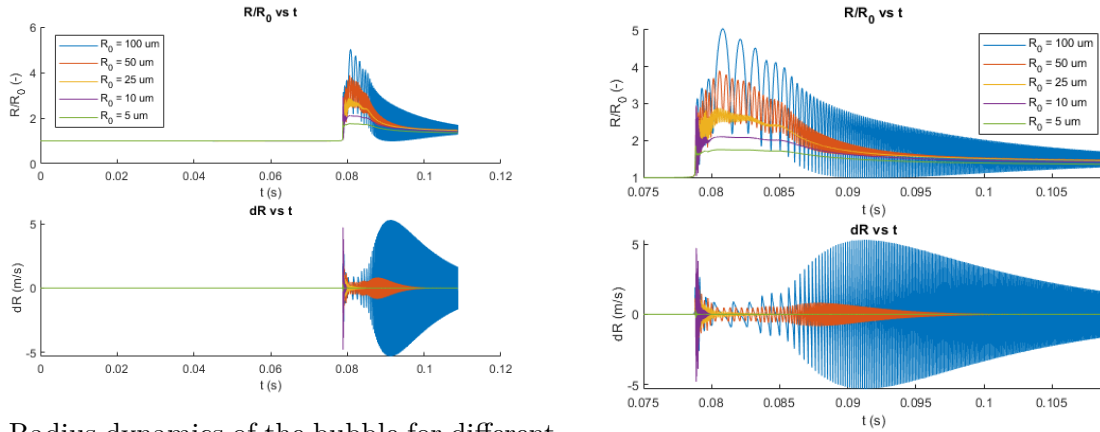 R/R0 vs t
6
4
2
0
R/R0 (-)
R0 = 100 um
R0 = 50 um
R0 = 25 um
R0 = 10 um
R0 = 5 um
0 0.02 0.04 0.06 0.08 0.1 0.12
t (s)
dR vs t
5
0
-5
dR (m/s)
0 0.02 0.04 0.06 0.08 0.1 0.12
t (s)
Radius dynamics of the bubble for different
R/R0 vs t
5
4
3
2
1
R/R0 (-)
R0 = 100 um
R0 = 50 um
R0 = 25 um
R0 = 10 um
R0 = 5 um
0.075 0.08 0.085 0.09 0.095 0.1 0.105
t (s)
dR vs t
5
0
-5
dR (m/s)
0.075 0.08 0.085 0.09 0.095 0.1 0.105
t (s)